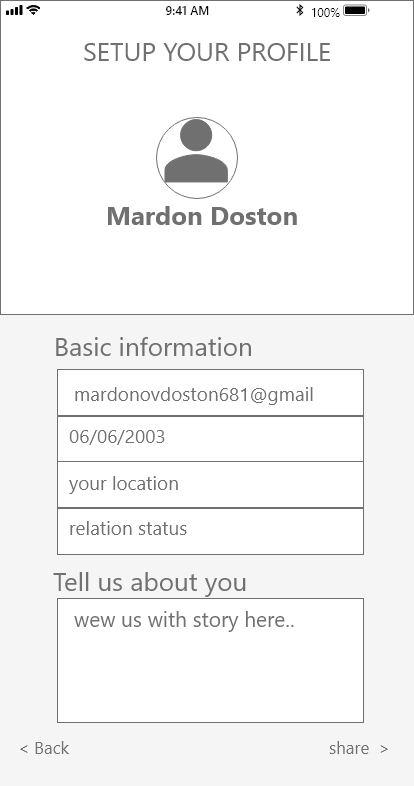 9:41 AM 100%
SETUP YOUR PROFILE
Mardon Doston
Basic information
mardonovdoston681@gmail
06/06/2003
your location
relation status
Tell us about you
wew us with story here..
< Back share >